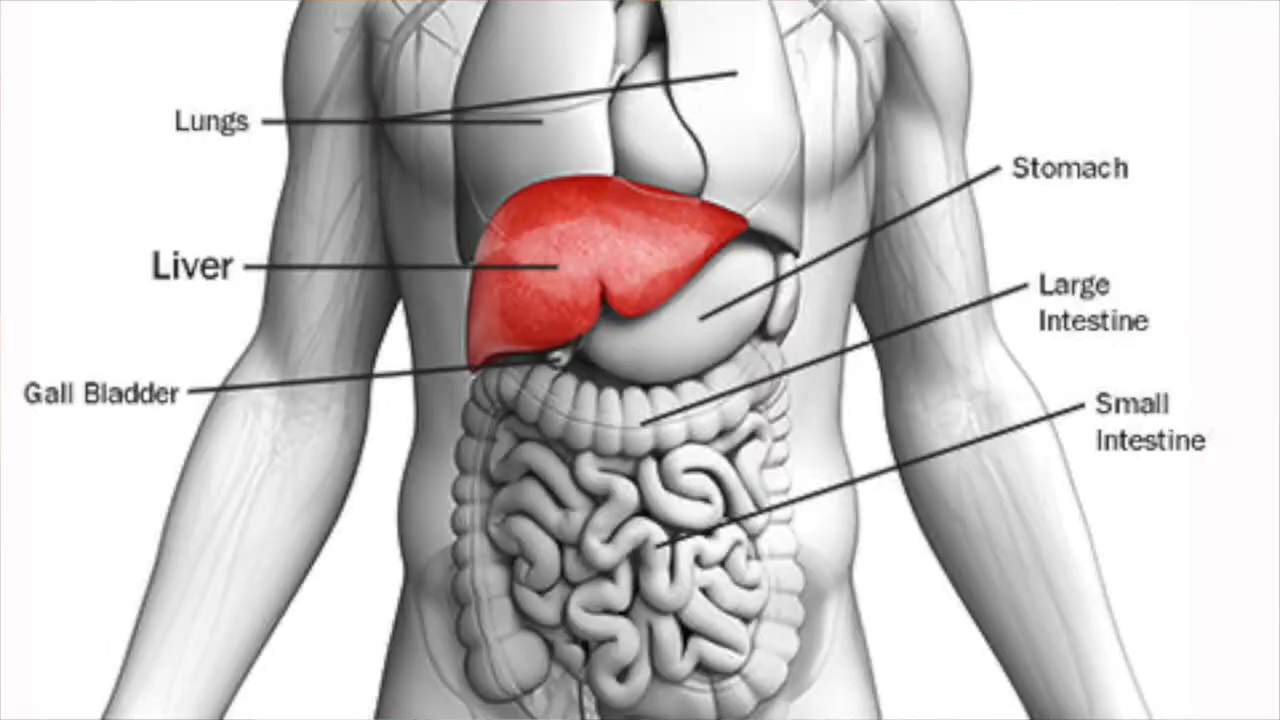 Lungs
Stomach
Liver
Large
Intestine
Gall Bladder
Small
Intestine